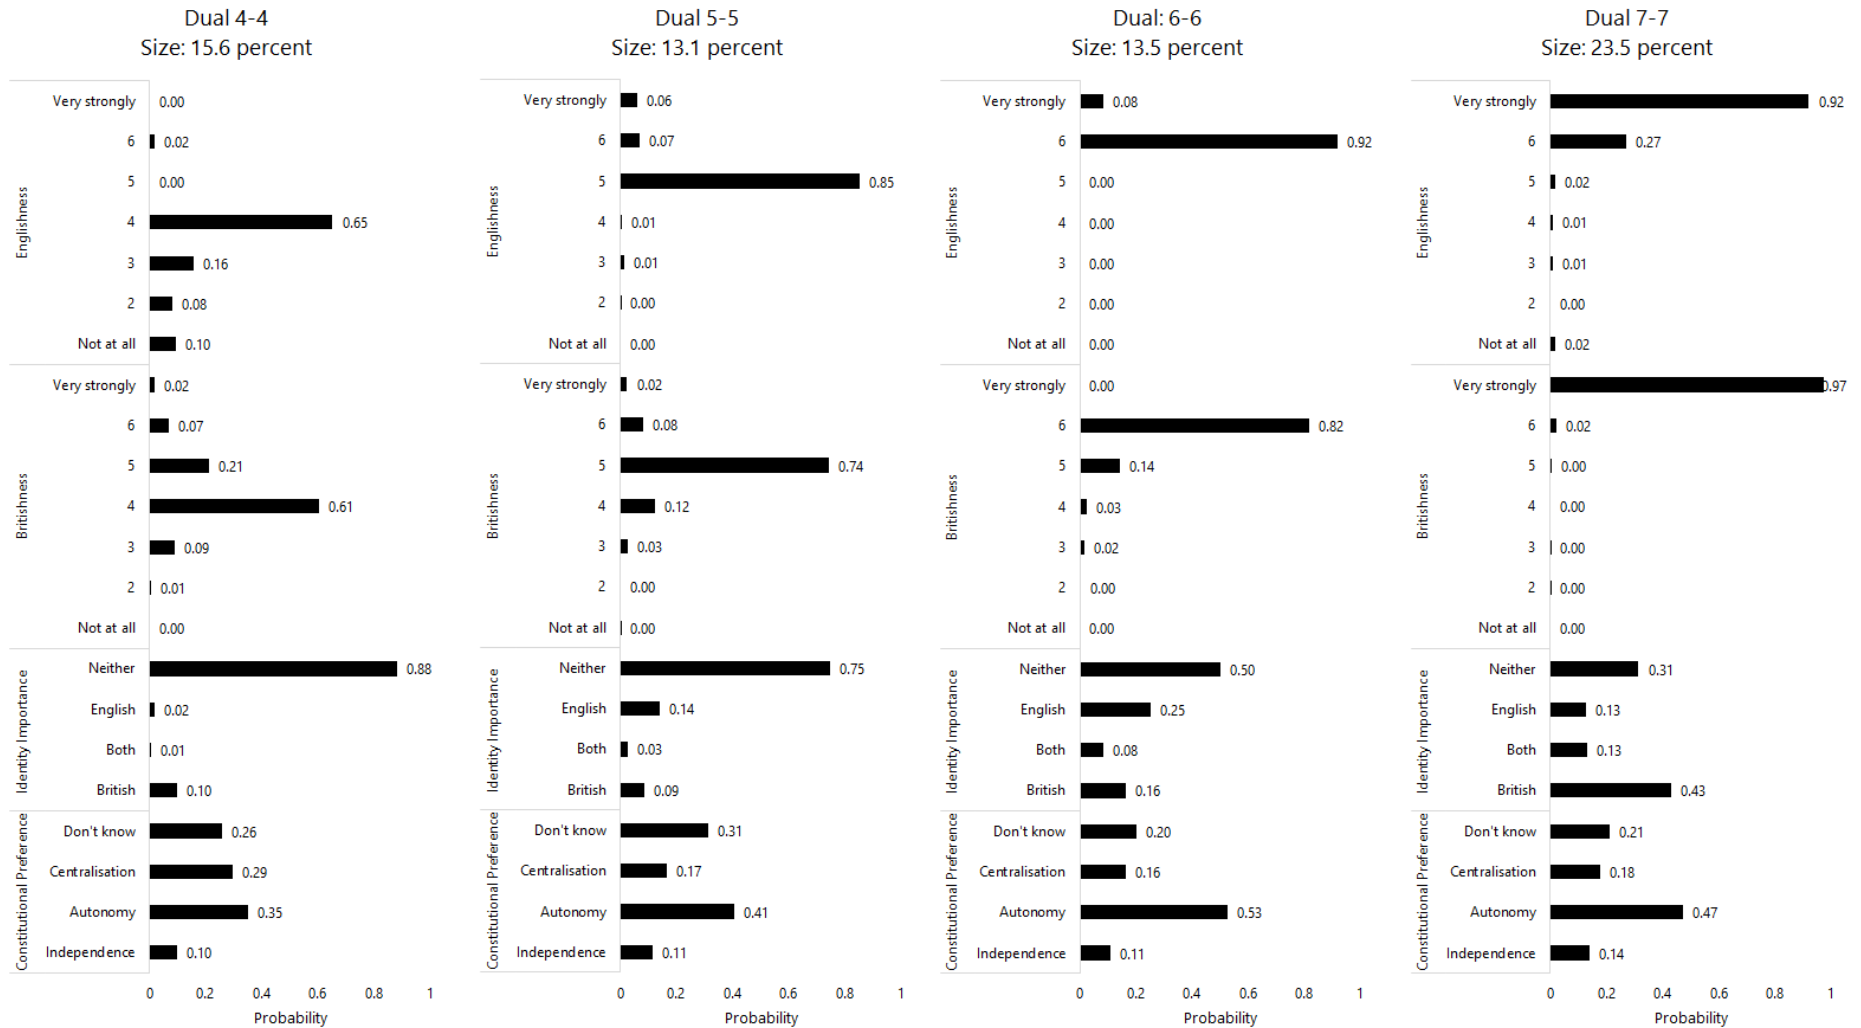 Dual 4-4
Size: 15.6 percent
Englishness
Very strongly 0.00
6 0.02
5 0.00
4 0.65
3 0.16
2 0.08
Not at all 0.10
Britishness
Very strongly 0.02
6 0.07
5 0.21
4 0.61
3 0.09
2 0.01
Not at all 0.00
Identity Importance
Neither 0.88
English 0.02
Both 0.01
British 0.10
Constitutional Preference
Don't know 0.26
Centralisation 0.29
Autonomy 0.35
Independence 0.10
0 0.2 0.4 0.6 0.8 1
Probability
Dual 5-5
Size: 13.1 percent
Englishness
Very strongly 0.06
6 0.07
5 0.85
4 0.01
3 0.01
2 0.00
Not at all 0.00
Britishness
Very strongly 0.02
6 0.08
5 0.74
4 0.12
3 0.03
2 0.00
Not at all 0.00
Identity Importance
Neither 0.75
English 0.14
Both 0.03
British 0.09
Constitutional Preference
Don't know 0.31
Centralisation 0.17
Autonomy 0.41
Independence 0.11
0 0.2 0.4 0.6 0.8 1
Probability
Dual: 6-6
Size: 13.5 percent
Englishness
Very strongly 0.08
6 0.92
5 0.00
4 0.00
3 0.00
2 0.00
Not at all 0.00
Britishness
Very strongly 0.00
6 0.82
5 0.14
4 0.03
3 0.02
2 0.00
Not at all 0.00
Identity Importance
Neither 0.50
English 0.25
Both 0.08
British 0.16
Constitutional Preference
Don't know 0.20
Centralisation 0.16
Autonomy 0.53
Independence 0.11
0 0.2 0.4 0.6 0.8 1
Probability
Dual 7-7
Size: 23.5 percent
Englishness
Very strongly 0.92
6 0.27
5 0.02
4 0.01
3 0.01
2 0.00
Not at all 0.02
Britishness
Very strongly 0.97
6 0.02
5 0.00
4 0.00
3 0.00
2 0.00
Not at all 0.00
Identity Importance
Neither 0.31
English 0.13
Both 0.13
British 0.43
Constitutional Preference
Don't know 0.21
Centralisation 0.18
Autonomy 0.47
Independence 0.14
0 0.2 0.4 0.6 0.8 1
Probability